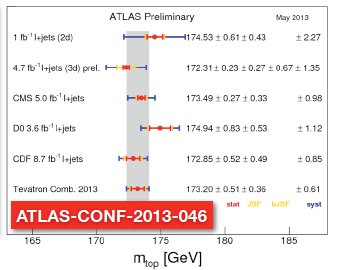 ATLAS Preliminary May 2013
1 fb⁻¹ l+jets (2d) 174.53 ± 0.61 ± 0.43 ± 2.27
4.7 fb⁻¹ l+jets (3d) prel. 172.31 ± 0.23 ± 0.27 ± 0.67 ± 1.35
CMS 5.0 fb⁻¹ l+jets 173.49 ± 0.27 ± 0.33 ± 0.98
D0 3.6 fb⁻¹ l+jets 174.94 ± 0.83 ± 0.53 ± 1.12
CDF 8.7 fb⁻¹ l+jets 172.85 ± 0.52 ± 0.49 ± 0.85
Tevatron Comb. 2013 173.20 ± 0.51 ± 0.36 ± 0.61
stat JSF bJSF syst
ATLAS-CONF-2013-046
165 170 175 180 185
m_top [GeV]